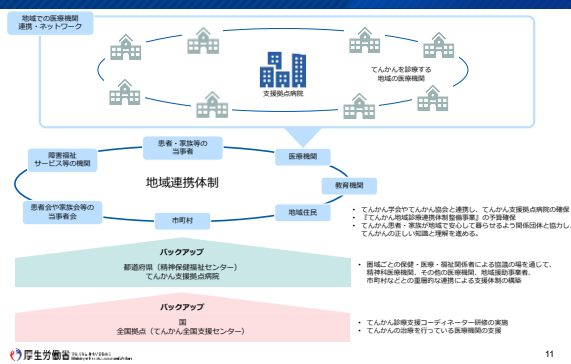 地域での医療機関
連携・ネットワーク
支援拠点病院
てんかんを診療する
地域の医療機関
患者・家族等の
当事者
障害福祉
サービス等の機関
医療機関
教育機関
地域連携体制
患者会や家族会等の
当事者会
市町村
地域住民
• てんかん学会やてんかん協会と連携し、てんかん支援拠点病院の確保
• 『てんかん地域診療連携体制整備事業』の予算確保
• てんかん患者・家族が地域で安心して暮らせるよう関係団体と協力し、
てんかんの正しい知識と理解を進める。
バックアップ
都道府県（精神保健福祉センター）
てんかん支援拠点病院
• 圏域ごとの保健・医療・福祉関係者による協議の場を通じて、
精神科医療機関、その他の医療機関、地域援助事業者、
市町村などとの重層的な連携による支援体制の構築
バックアップ
国
全国拠点（てんかん全国支援センター）
• てんかん診療支援コーディネーター研修の実施
• てんかんの治療を行っている医療機関の支援
厚生労働省
11